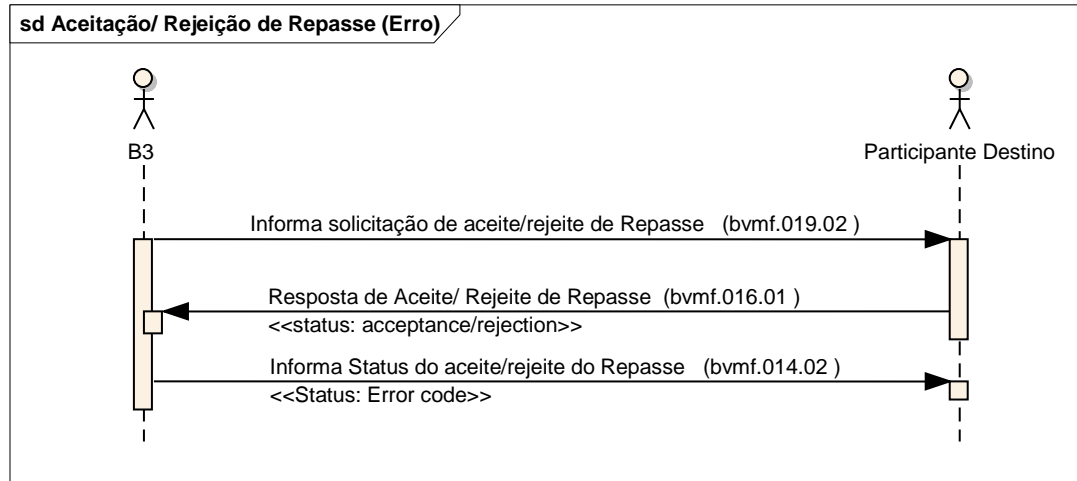 sd Aceitação/ Rejeição de Repasse (Erro)
B3
Participante Destino
Informa solicitação de aceite/rejeite de Repasse (bvmf.019.02 )
Resposta de Aceite/ Rejeite de Repasse (bvmf.016.01 )
<<status: acceptance/rejection>>
Informa Status do aceite/rejeite do Repasse (bvmf.014.02 )
<<Status: Error code>>